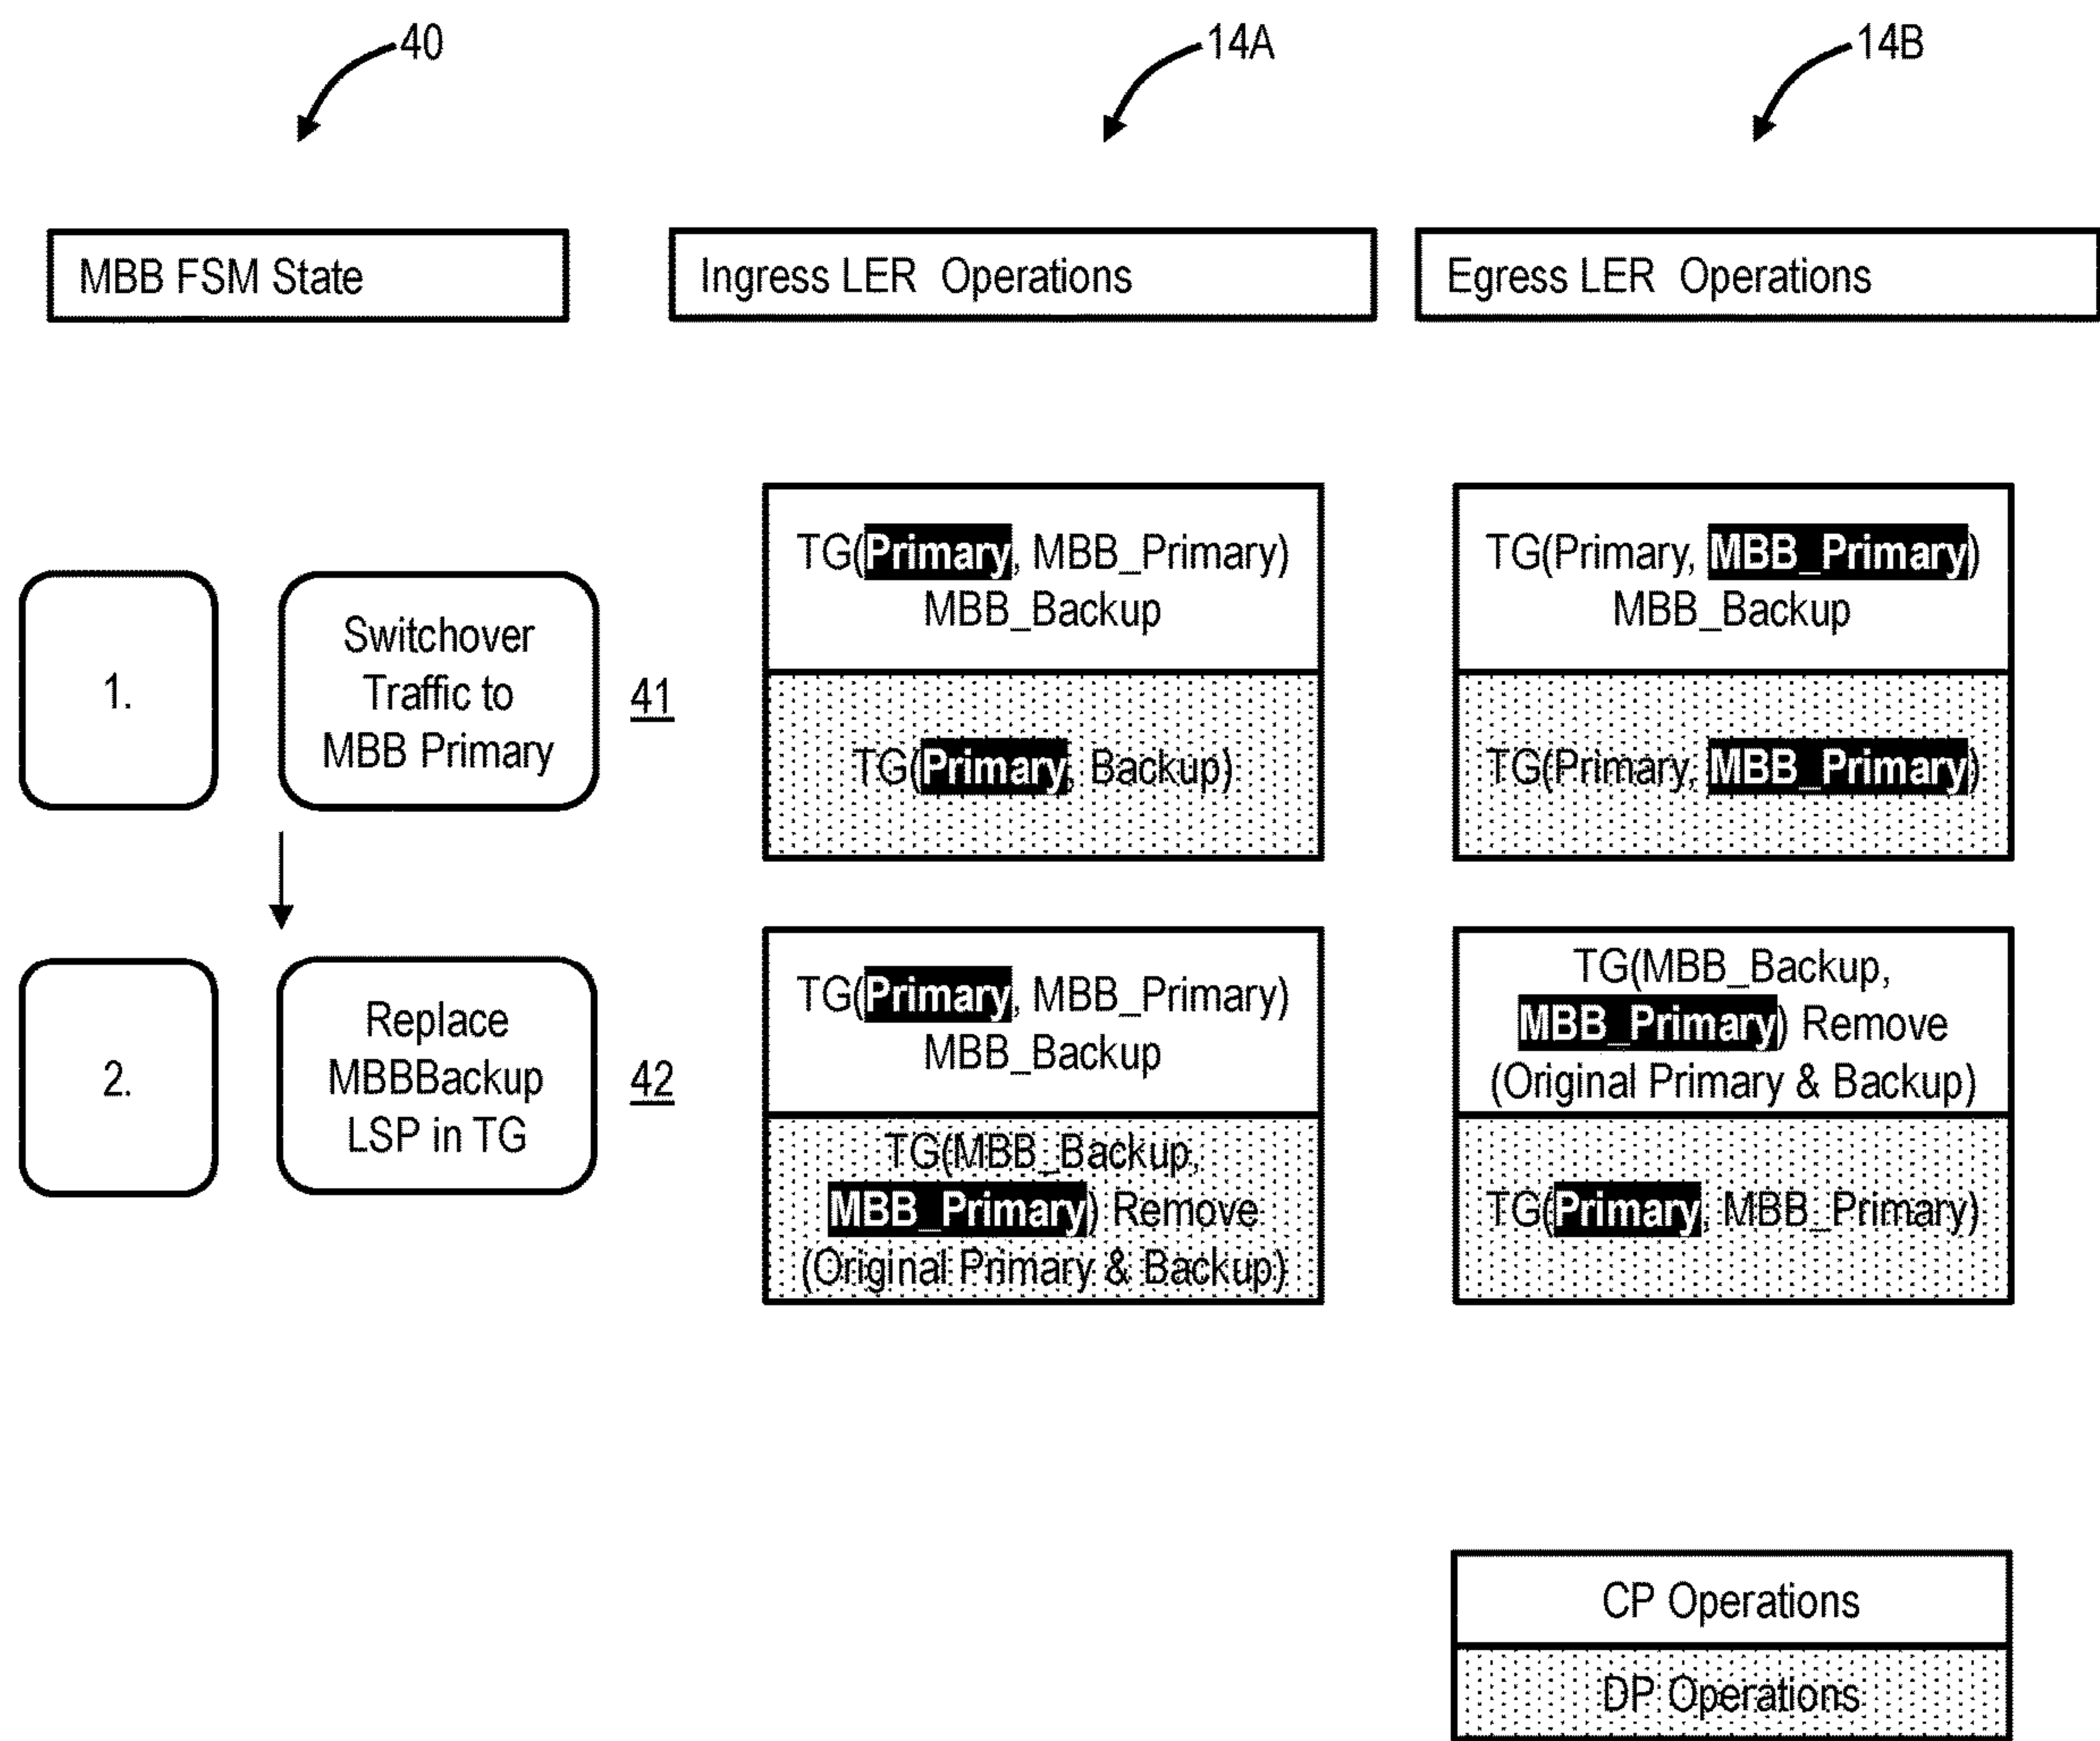 40
14A
14B
MBB FSM State
Ingress LER Operations
Egress LER Operations
1.
Switchover
Traffic to
MBB Primary
41
TG(Primary, MBB_Primary)
MBB_Backup
TG(Primary, Backup)
TG(Primary, MBB_Primary)
MBB_Backup
TG(Primary, MBB_Primary)
2.
Replace
MBBBackup
LSP in TG
42
TG(Primary, MBB_Primary)
MBB_Backup
TG(MBB_Backup,
MBB_Primary) Remove
(Original Primary & Backup)
TG(MBB_Backup,
MBB_Primary) Remove
(Original Primary & Backup)
TG(Primary, MBB_Primary)
CP Operations
DP Operations